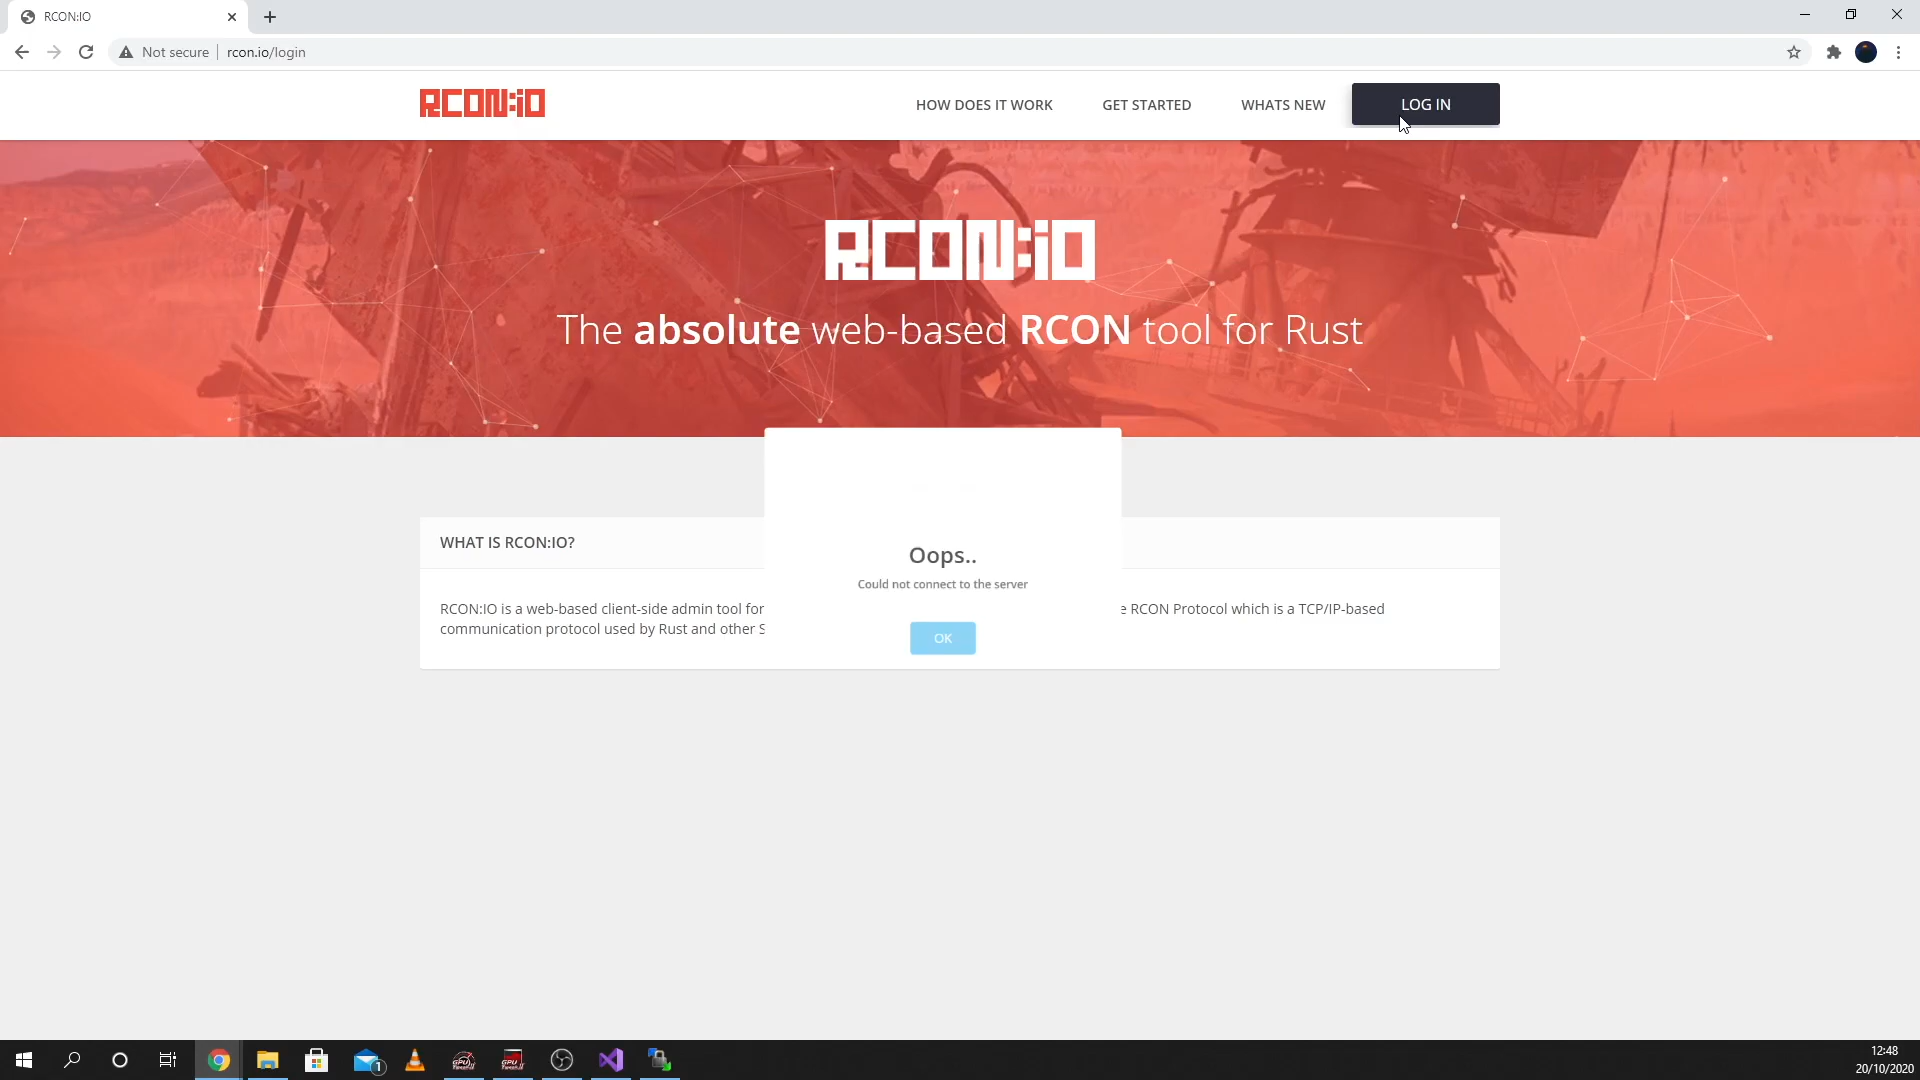 RCON:IO
Not secure
rcon.io/login
RCON:IO
HOW DOES IT WORK
GET STARTED
WHATS NEW
LOG IN
RCON:IO
The absolute web-based RCON tool for Rust
Oops..
Could not connect to the server
OK
WHAT IS RCON:IO?
RCON:IO is a web-based client-side admin tool for
e RCON Protocol which is a TCP/IP-based
communication protocol used by Rust and other S
1
12:48
20/10/2020